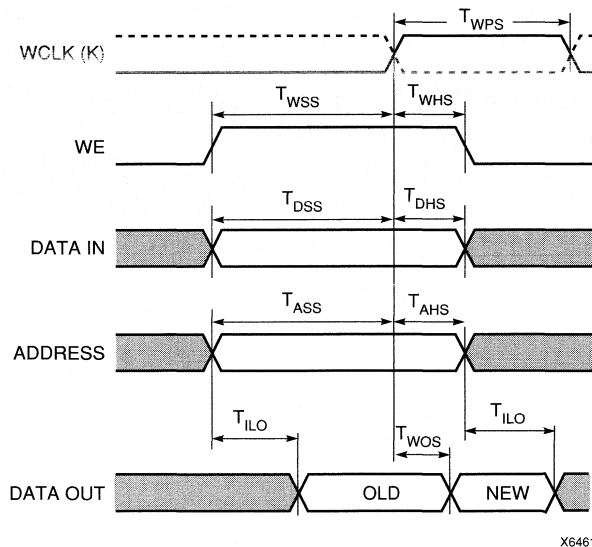 T_WPS
WCLK (K)
T_WSS T_WHS
WE
T_DSS T_DHS
DATA IN
T_ASS T_AHS
ADDRESS
T_ILO T_WOS T_ILO
DATA OUT OLD NEW
X6461